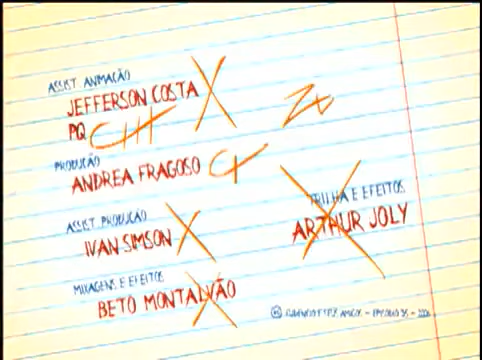 ASSIST. ANIMAÇÃO
JEFFERSON COSTA
PQ
PRODUÇÃO
ANDREA FRAGOSO
ASSIST. PRODUÇÃO
IVAN SIMSON
MIXAGENS E EFEITOS
BETO MONTALVÃO
TRILHA E EFEITOS
ARTHUR JOLY